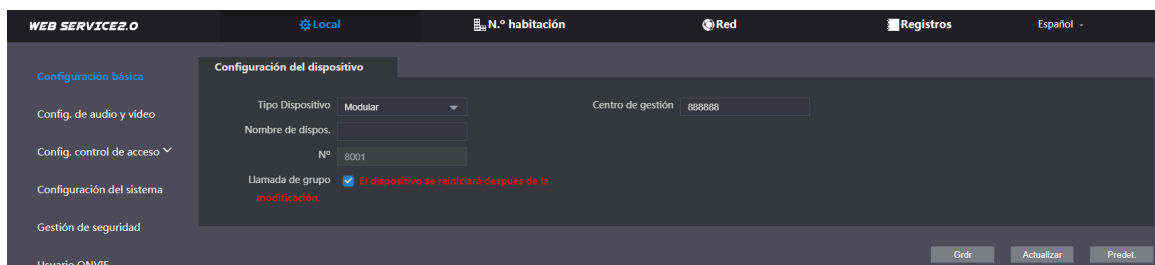 WEB SERVICE2.0
Local
N.º habitación
Red
Registros
Español
Configuración básica
Config. de audio y vídeo
Config. control de acceso
Configuración del sistema
Gestión de seguridad
Usuario ONVIF
Configuración del dispositivo
Tipo Dispositivo Modular
Centro de gestión 888888
Nombre de dispos.
Nº 8001
Llamada de grupo El dispositivo se reiniciará después de la
modificación.
Grdr Actualizar Predet.